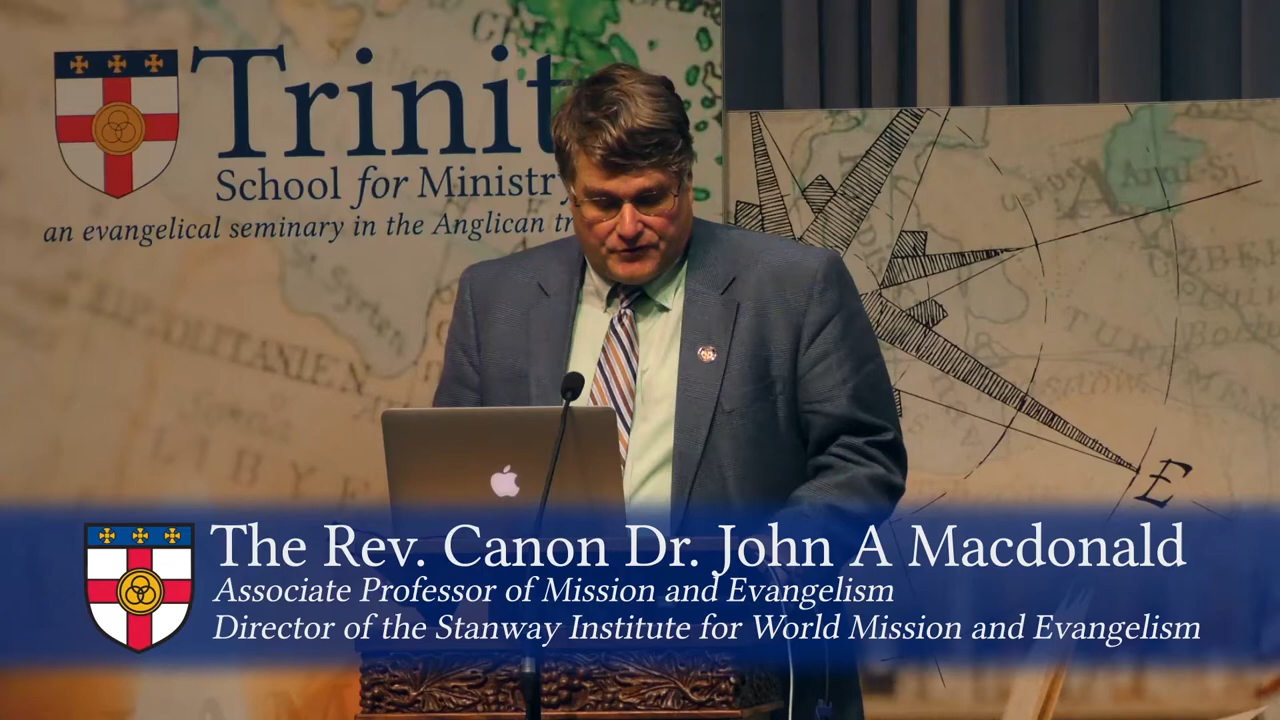 Trinit
School for Ministry
an evangelical seminary in the Anglican tr
Aral-S
E
The Rev. Canon Dr. John A Macdonald
Associate Professor of Mission and Evangelism
Director of the Stanway Institute for World Mission and Evangelism